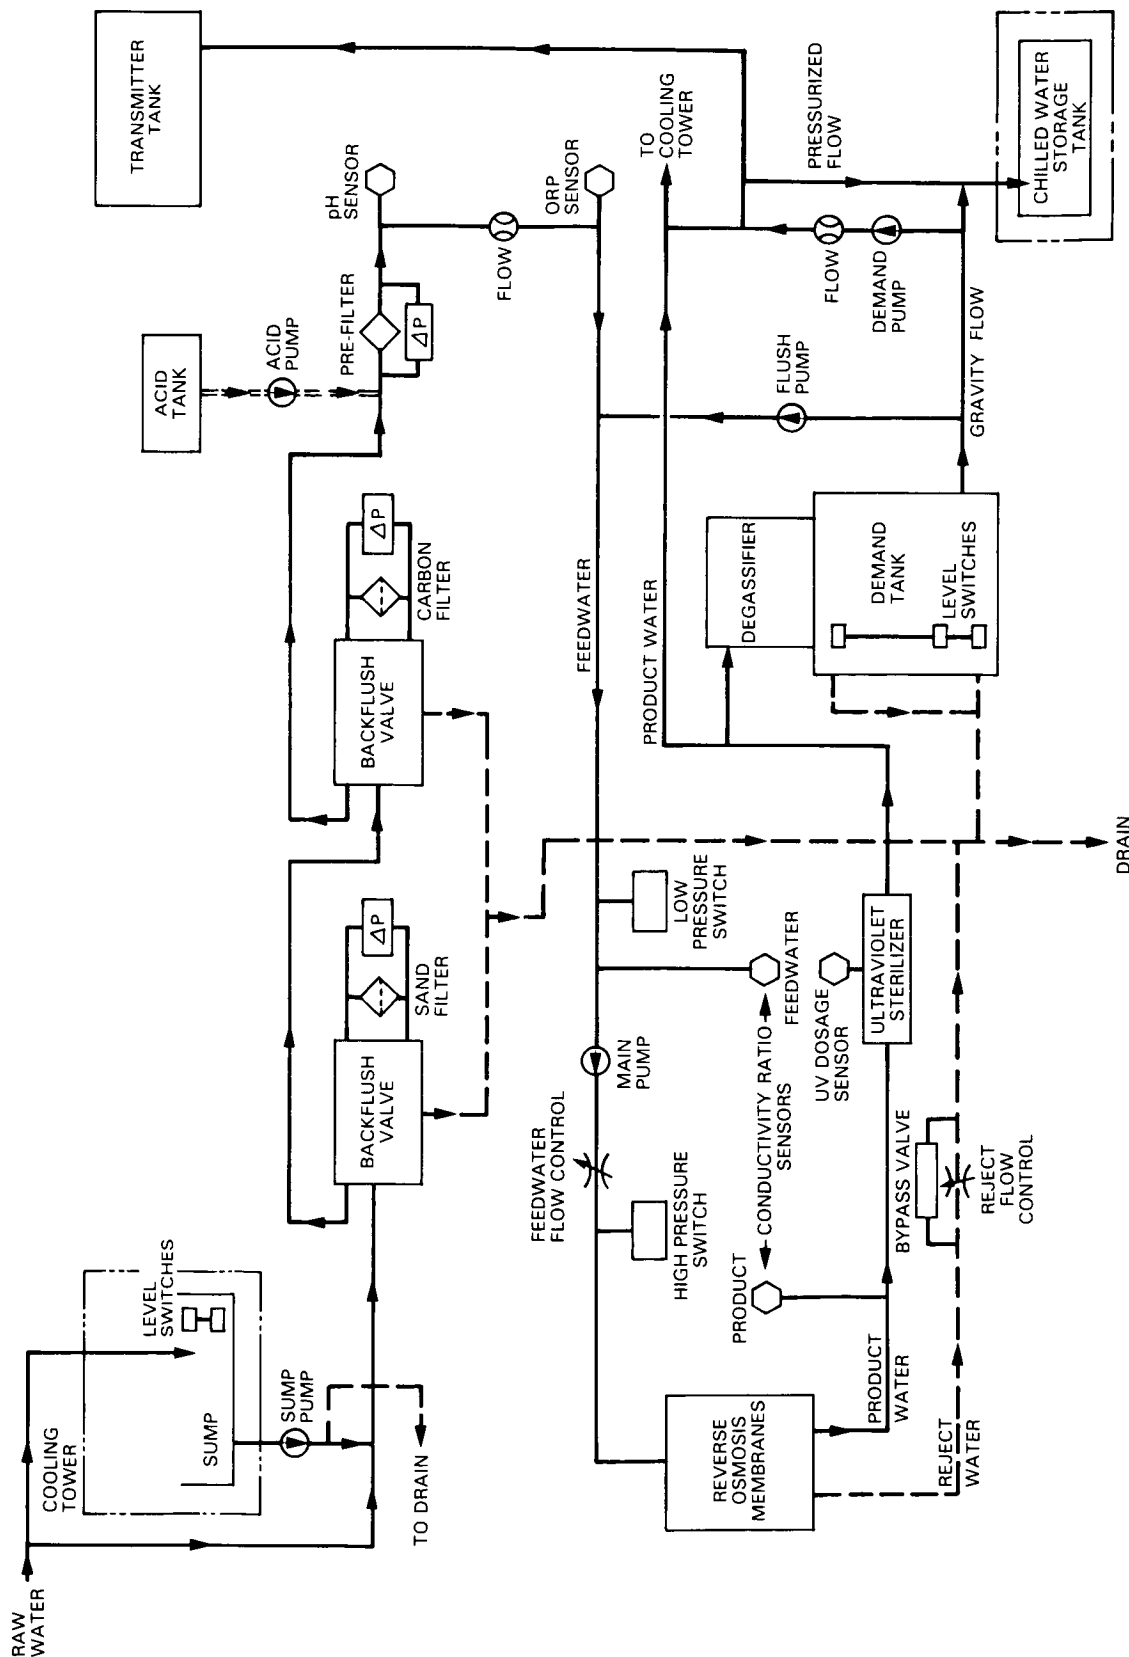 RAW
WATER
COOLING
TOWER
SUMP
LEVEL
SWITCHES
SUMP
PUMP
TO DRAIN
BACKFLUSH
VALVE
SAND
FILTER
ΔP
BACKFLUSH
VALVE
CARBON
FILTER
ΔP
ACID
TANK
ACID
PUMP
PRE-FILTER
ΔP
pH
SENSOR
TRANSMITTER
TANK
FLOW
ORP
SENSOR
FEEDWATER
LOW
PRESSURE
SWITCH
MAIN
PUMP
FEEDWATER
FLOW CONTROL
HIGH PRESSURE
SWITCH
REVERSE
OSMOSIS
MEMBRANES
PRODUCT
CONDUCTIVITY RATIO
SENSORS
FEEDWATER
PRODUCT
WATER
REJECT
WATER
BYPASS VALVE
REJECT
FLOW
CONTROL
UV DOSAGE
SENSOR
ULTRAVIOLET
STERILIZER
DRAIN
PRODUCT WATER
DEGASSIFIER
DEMAND
TANK
LEVEL
SWITCHES
FLUSH
PUMP
GRAVITY FLOW
FLOW
DEMAND
PUMP
TO
COOLING
TOWER
PRESSURIZED
FLOW
CHILLED WATER
STORAGE
TANK